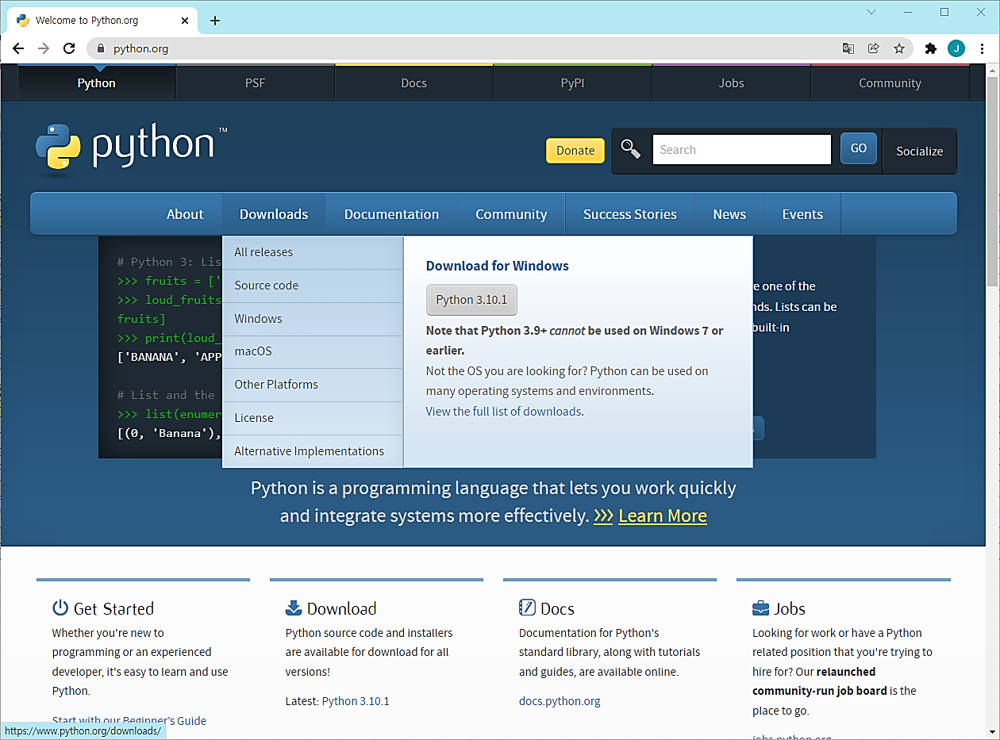 Welcome to Python.org
python.org
J
Python PSF Docs PyPI Jobs Community
python™
Donate Search GO Socialize
About Downloads Documentation Community Success Stories News Events
# Python 3: Lis
>>> fruits = ['
>>> loud_fruits
fruits]
>>> print(loud_
['BANANA', 'APP
# List and the
>>> list(enumer
[(0, 'Banana'),
All releases
Source code
Windows
macOS
Other Platforms
License
Alternative Implementations
Download for Windows
Python 3.10.1
Note that Python 3.9+ cannot be used on Windows 7 or
earlier.
Not the OS you are looking for? Python can be used on
many operating systems and environments.
View the full list of downloads.
e one of the
nds. Lists can be
built-in
Python is a programming language that lets you work quickly
and integrate systems more effectively. >>> Learn More
Get Started
Whether you're new to
programming or an experienced
developer, it's easy to learn and use
Python.
Start with our Beginner's Guide
Download
Python source code and installers
are available for download for all
versions!
Latest: Python 3.10.1
Docs
Documentation for Python's
standard library, along with tutorials
and guides, are available online.
docs.python.org
Jobs
Looking for work or have a Python
related position that you're trying to
hire for? Our relaunched
community-run job board is the
place to go.
jobs.python.org
https://www.python.org/downloads/